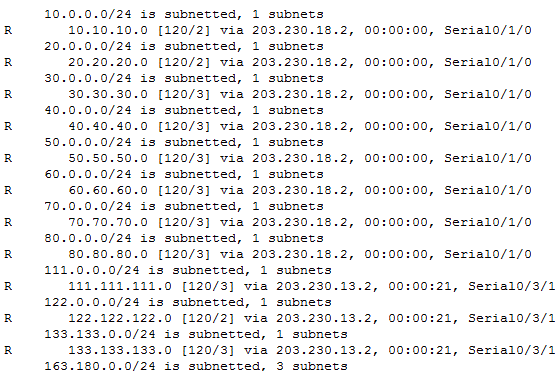 10.0.0.0/24 is subnetted, 1 subnets
R 10.10.10.0 [120/2] via 203.230.18.2, 00:00:00, Serial0/1/0
20.0.0.0/24 is subnetted, 1 subnets
R 20.20.20.0 [120/2] via 203.230.18.2, 00:00:00, Serial0/1/0
30.0.0.0/24 is subnetted, 1 subnets
R 30.30.30.0 [120/3] via 203.230.18.2, 00:00:00, Serial0/1/0
40.0.0.0/24 is subnetted, 1 subnets
R 40.40.40.0 [120/3] via 203.230.18.2, 00:00:00, Serial0/1/0
50.0.0.0/24 is subnetted, 1 subnets
R 50.50.50.0 [120/3] via 203.230.18.2, 00:00:00, Serial0/1/0
60.0.0.0/24 is subnetted, 1 subnets
R 60.60.60.0 [120/3] via 203.230.18.2, 00:00:00, Serial0/1/0
70.0.0.0/24 is subnetted, 1 subnets
R 70.70.70.0 [120/3] via 203.230.18.2, 00:00:00, Serial0/1/0
80.0.0.0/24 is subnetted, 1 subnets
R 80.80.80.0 [120/3] via 203.230.18.2, 00:00:00, Serial0/1/0
111.0.0.0/24 is subnetted, 1 subnets
R 111.111.111.0 [120/3] via 203.230.13.2, 00:00:21, Serial0/3/1
122.0.0.0/24 is subnetted, 1 subnets
R 122.122.122.0 [120/2] via 203.230.13.2, 00:00:21, Serial0/3/1
133.133.0.0/24 is subnetted, 1 subnets
R 133.133.133.0 [120/3] via 203.230.13.2, 00:00:21, Serial0/3/1
163.180.0.0/24 is subnetted, 3 subnets